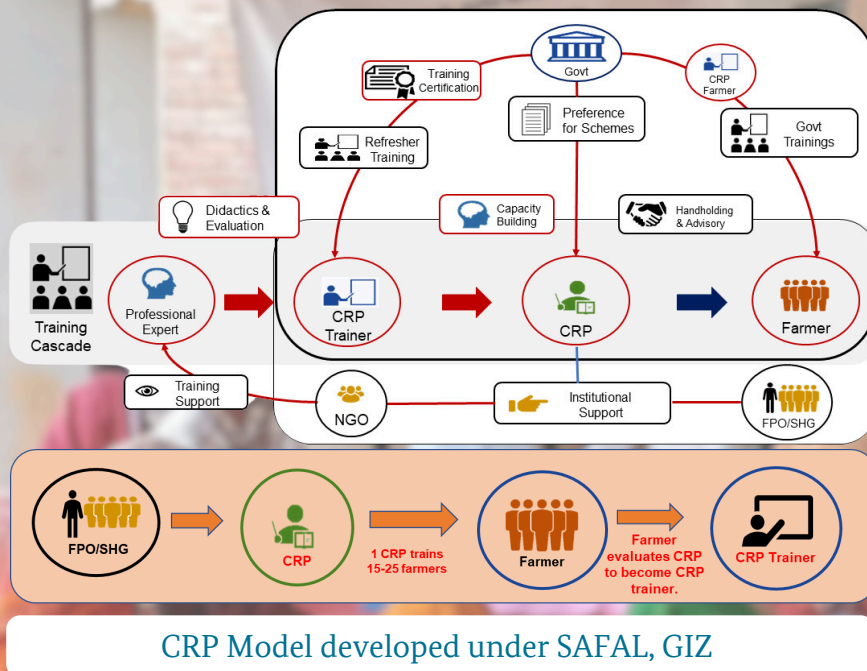 Govt
Training
Certification
CRP
Farmer
Preference
for Schemes
Refresher
Training
Govt
Trainings
Didactics &
Evaluation
Capacity
Building
Handholding
& Advisory
Professional
Expert
CRP
Trainer
CRP
Farmer
Training
Cascade
Training
Support
NGO
Institutional
Support
FPO/SHG
FPO/SHG
CRP
1 CRP trains
15-25 farmers
Farmer
Farmer
evaluates CRP
to become CRP
trainer.
CRP Trainer
CRP Model developed under SAFAL, GIZ